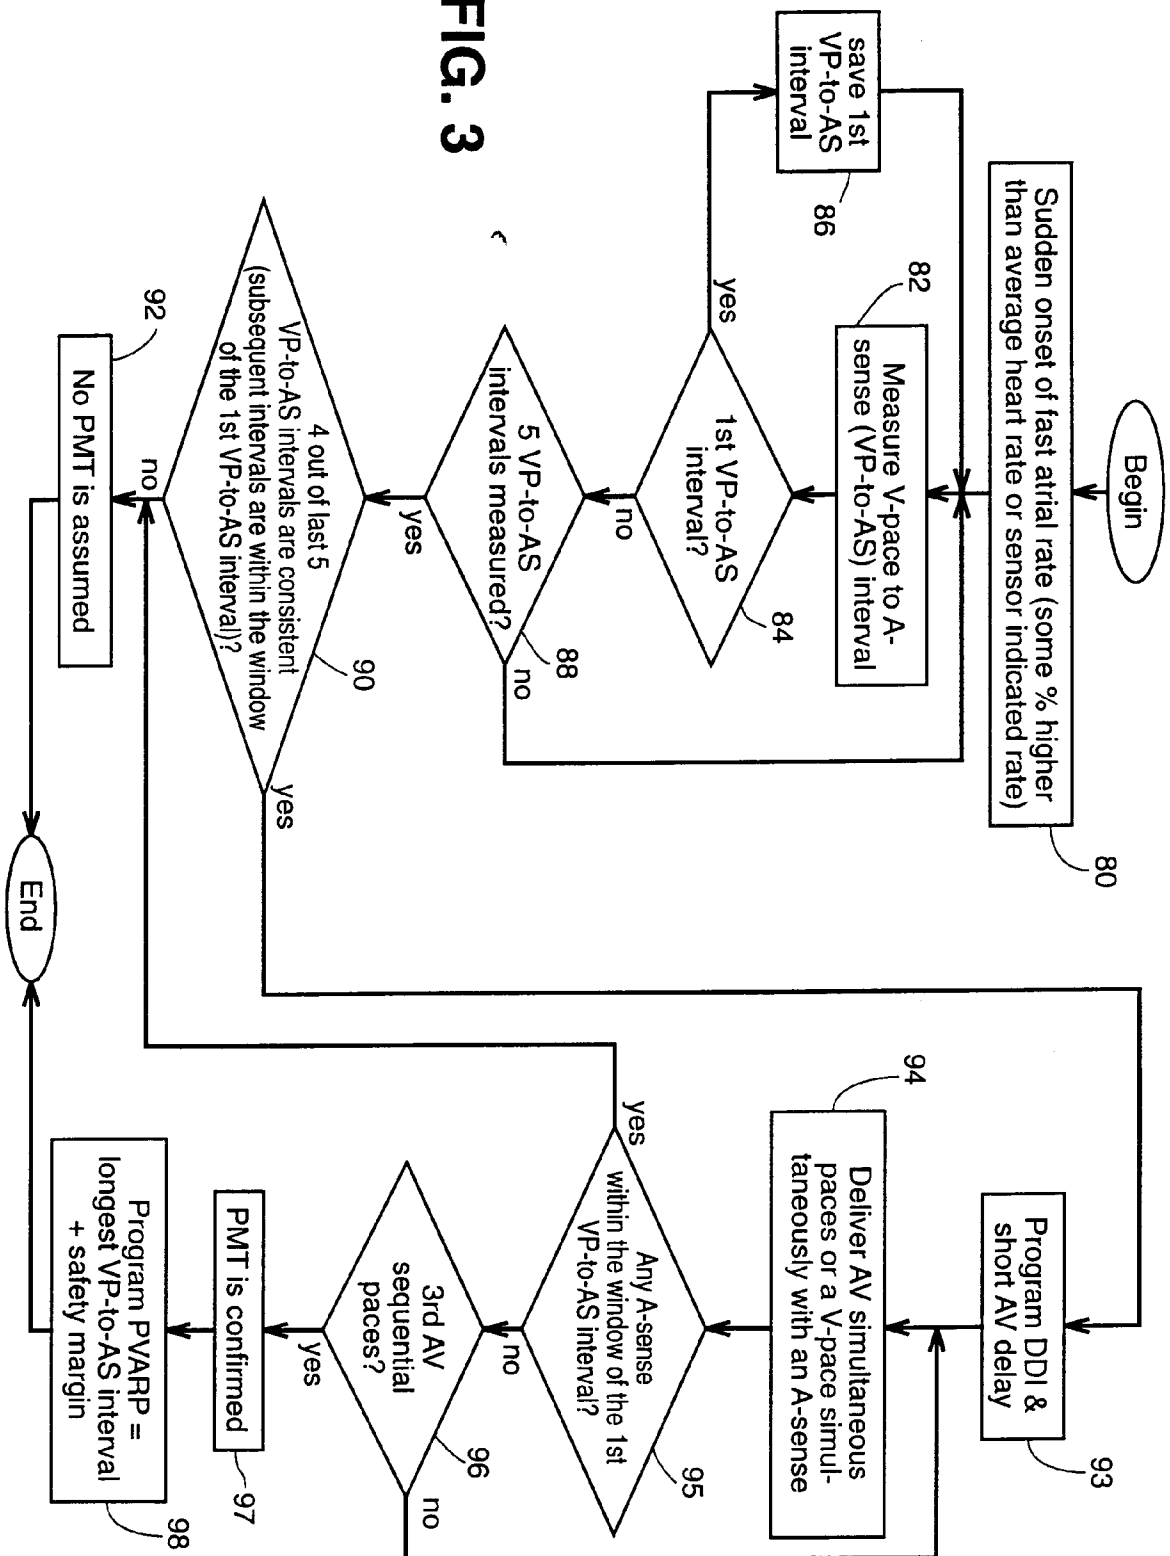 Begin
Sudden onset of fast atrial rate (some % higher
than average heart rate or sensor indicated rate)
80
82
Measure V-pace to A-
sense (VP-to-AS) interval
save 1st
VP-to-AS
interval
86
1st VP-to-AS
interval?
84
yes
no
5 VP-to-AS
intervals measured?
88
no
yes
4 out of last 5
VP-to-AS intervals are consistent
(subsequent intervals are within the window
of the 1st VP-to-AS interval)?
90
yes
no
92
No PMT is assumed
End
Program DDI &
short AV delay
93
94
Deliver AV simultaneous
paces or a V-pace simul-
taneously with an A-sense
Any A-sense
within the window of the 1st
VP-to-AS interval?
95
yes
no
3rd AV
sequential
paces?
96
no
yes
PMT is confirmed
97
Program PVARP =
longest VP-to-AS interval
+ safety margin
98
FIG. 3